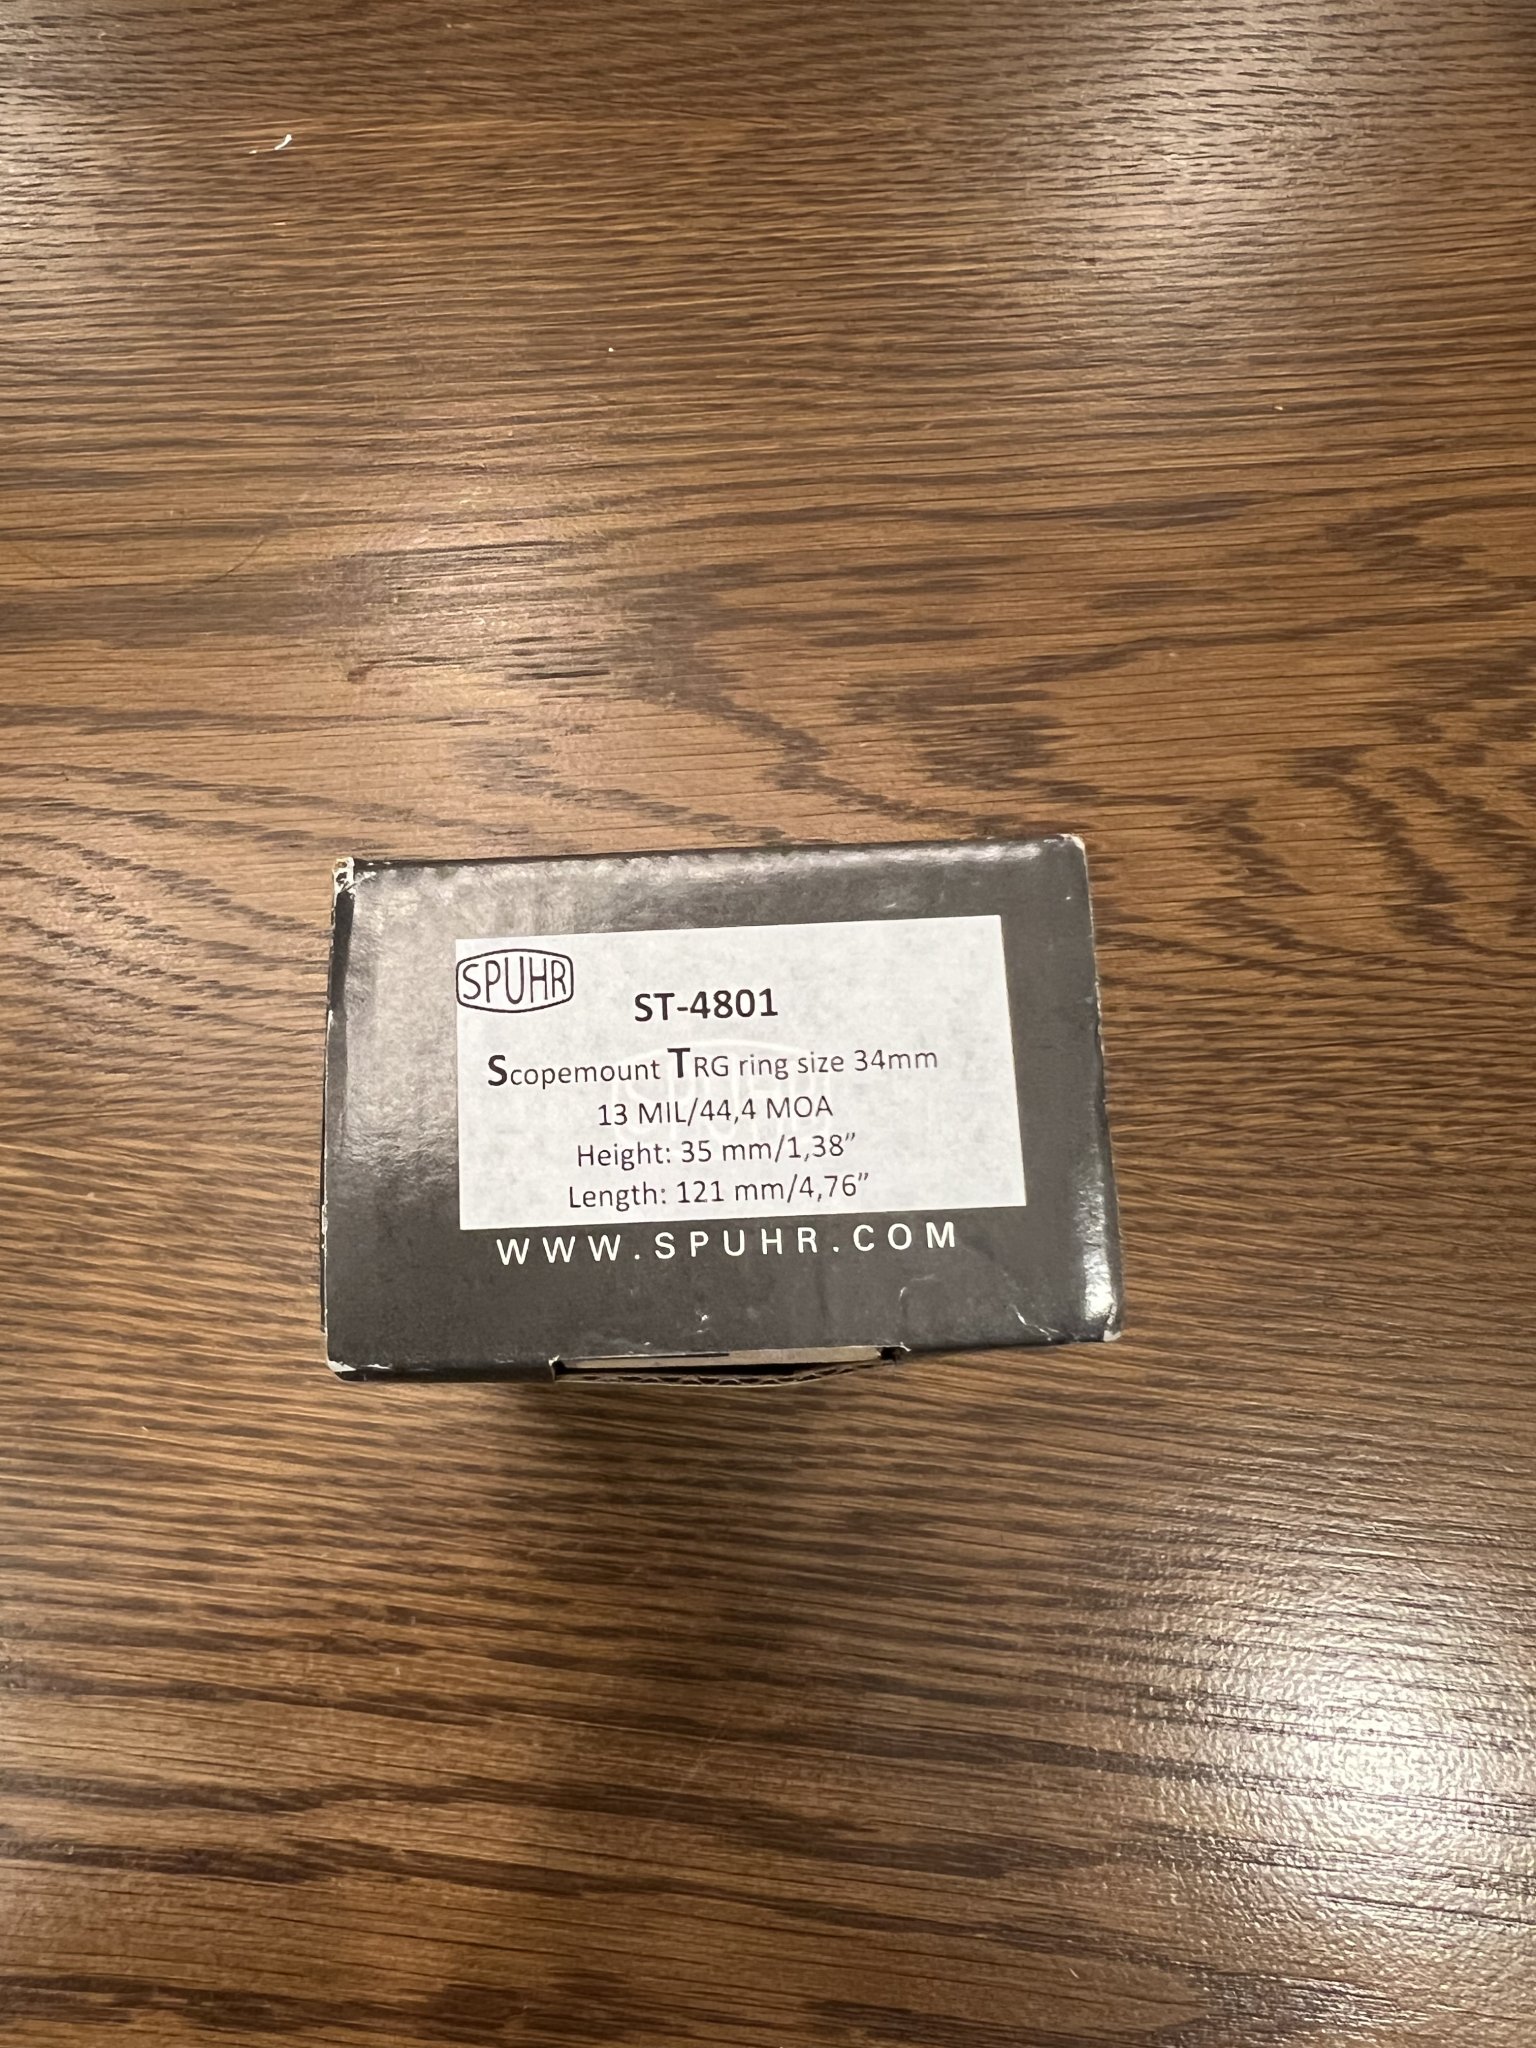 SPUHR
ST-4801
Scopemount TRG ring size 34mm
13 MIL/44,4 MOA
Height: 35 mm/1,38”
Length: 121 mm/4,76”
WWW.SPUHR.COM